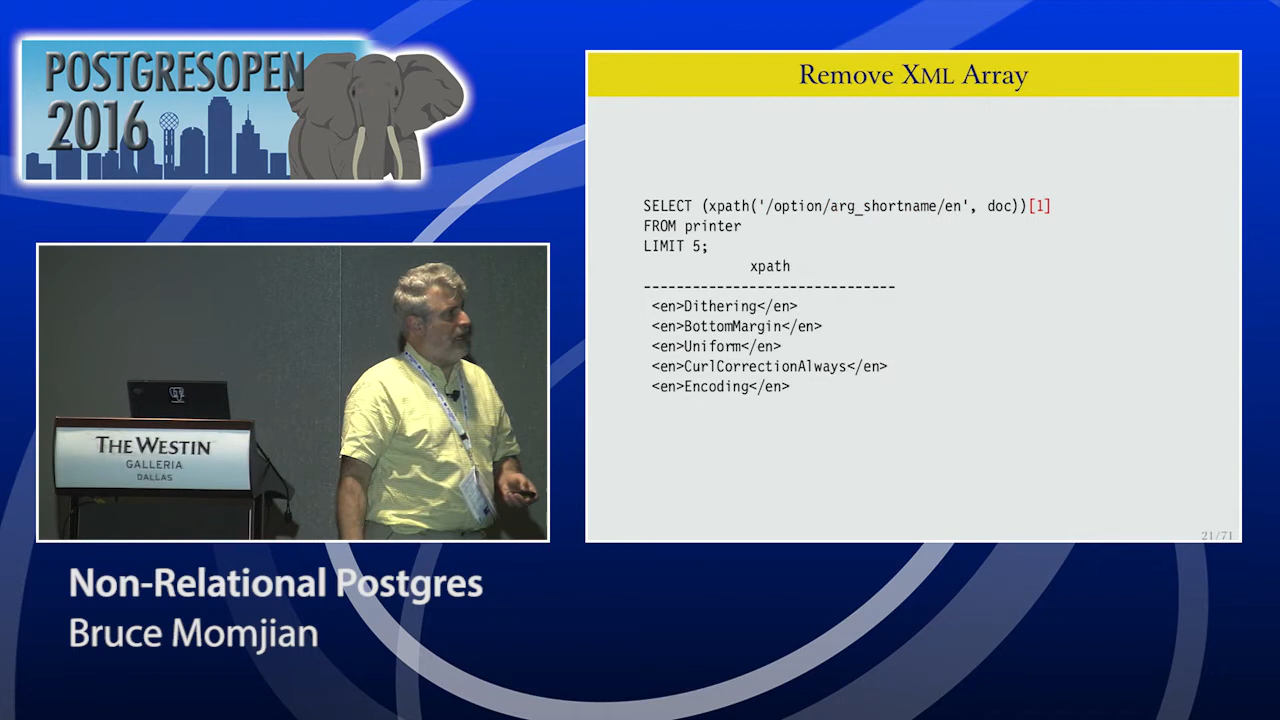 POSTGRESOPEN
2016
THE WESTIN
GALLERIA
DALLAS
Non-Relational Postgres
Bruce Momjian
Remove XML Array
SELECT (xpath('/option/arg_shortname/en', doc))[1]
FROM printer
LIMIT 5;
xpath
-------------------------------
<en>Dithering</en>
<en>BottomMargin</en>
<en>Uniform</en>
<en>CurlCorrectionAlways</en>
<en>Encoding</en>
21/71